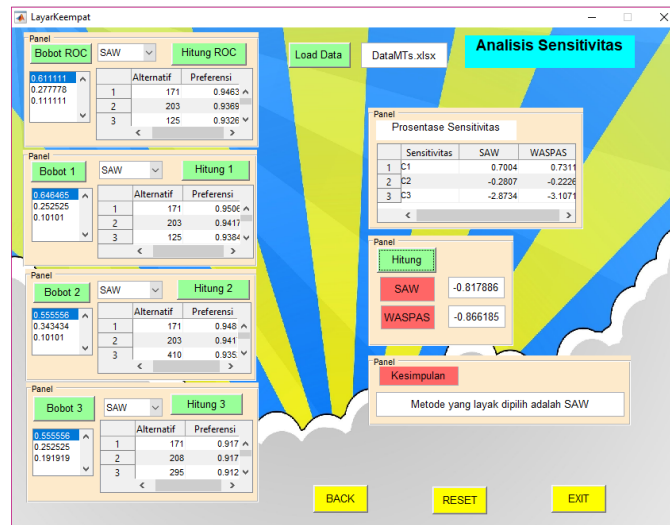 LayarKeempat
Panel
Bobot ROC SAW Hitung ROC
0.611111
0.277778
0.111111
Alternatif Preferensi
1 171 0.9463
2 203 0.9369
3 125 0.9326
Load Data DataMTs.xlsx Analisis Sensitivitas
Panel
Prosentase Sensitivitas
Sensitivitas SAW WASPAS
1 C1 0.7004 0.7311
2 C2 -0.2807 -0.2226
3 C3 -2.8734 -3.1071
Panel
Bobot 1 SAW Hitung 1
0.646465
0.252525
0.10101
Alternatif Preferensi
1 171 0.9506
2 203 0.9417
3 125 0.9384
Panel
Hitung
SAW -0.817886
WASPAS -0.866185
Panel
Bobot 2 SAW Hitung 2
0.555556
0.343434
0.10101
Alternatif Preferensi
1 171 0.948
2 203 0.941
3 410 0.935
Panel
Kesimpulan
Metode yang layak dipilih adalah SAW
Panel
Bobot 3 SAW Hitung 3
0.555556
0.252525
0.191919
Alternatif Preferensi
1 171 0.917
2 208 0.917
3 295 0.912
BACK RESET EXIT